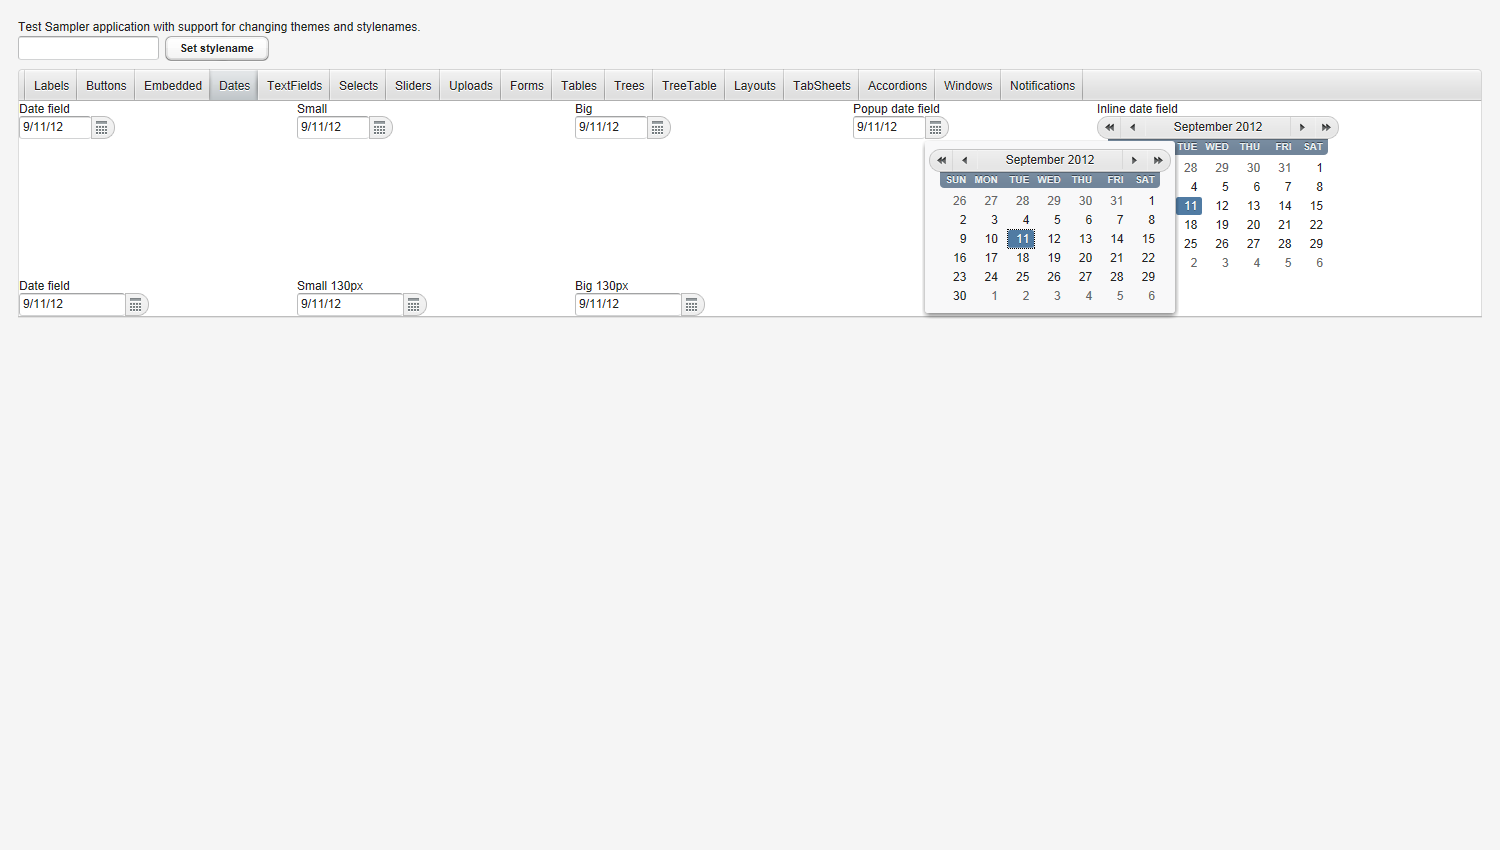 Test Sampler application with support for changing themes and stylenames.
Set stylename
Labels Buttons Embedded Dates TextFields Selects Sliders Uploads Forms Tables Trees TreeTable Layouts TabSheets Accordions Windows Notifications
Date field Small Big Popup date field Inline date field
9/11/12 9/11/12 9/11/12 9/11/12 September 2012
TUE WED THU FRI SAT
28 29 30 31 1
4 5 6 7 8
11 12 13 14 15
18 19 20 21 22
25 26 27 28 29
2 3 4 5 6
September 2012
SUN MON TUE WED THU FRI SAT
26 27 28 29 30 31 1
2 3 4 5 6 7 8
9 10 11 12 13 14 15
16 17 18 19 20 21 22
23 24 25 26 27 28 29
30 1 2 3 4 5 6
Date field Small 130px Big 130px
9/11/12 9/11/12 9/11/12